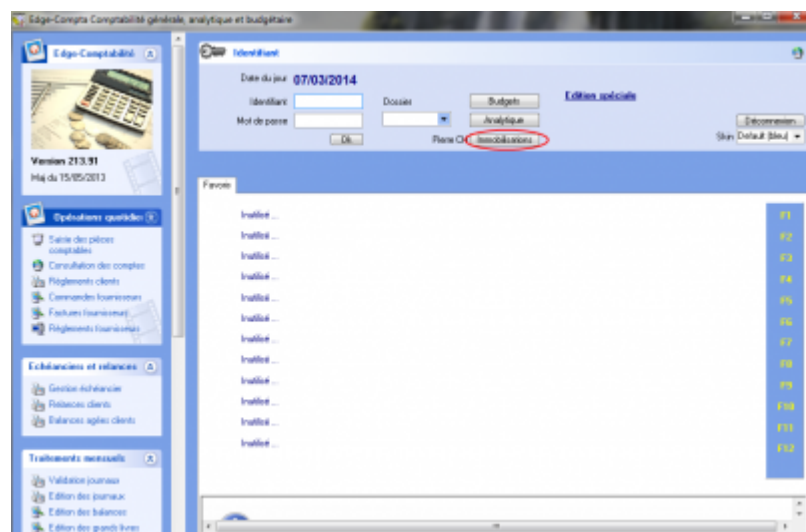 Edge-Compta Comptabilité générale, analytique et budgétaire
Edge-Comptabilité
Version 213.91
Maj du 15/05/2013
Opérations quotidie
Saisie des pièces
comptables
Consultation des comptes
Règlements clients
Commandes fournisseurs
Factures fournisseurs
Règlements fournisseurs
Echéanciers et relances
Gestion échéancier
Relances clients
Balances agées clients
Traitements mensuels
Validation journaux
Edition des journaux
Edition des balances
Edition des grands livres
Identifiant
Date du jour 07/03/2014
Identifiant
Dossier
Budgets
Edition spéciale
Mot de passe
Analytique
Déconnexion
Ok
Pierre CH
Immobilisations
Skin Default (bleu)
Favoris
Inutilisé ... F1
Inutilisé ... F2
Inutilisé ... F3
Inutilisé ... F4
Inutilisé ... F5
Inutilisé ... F6
Inutilisé ... F7
Inutilisé ... F8
Inutilisé ... F9
Inutilisé ... F10
Inutilisé ... F11
Inutilisé ... F12